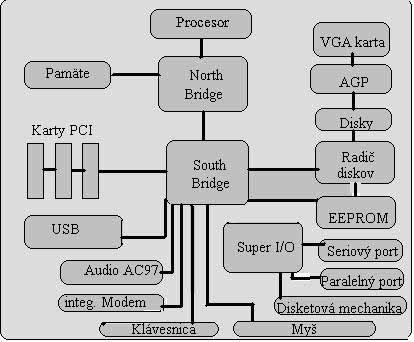 Procesor
VGA karta
Pamäte
North
Bridge
AGP
Disky
Karty PCI
South
Bridge
Radič
diskov
USB
EEPROM
Super I/O
Seriový port
Audio AC97
Paralelný port
integ. Modem
Disketová mechanika
Klávesnica
Myš